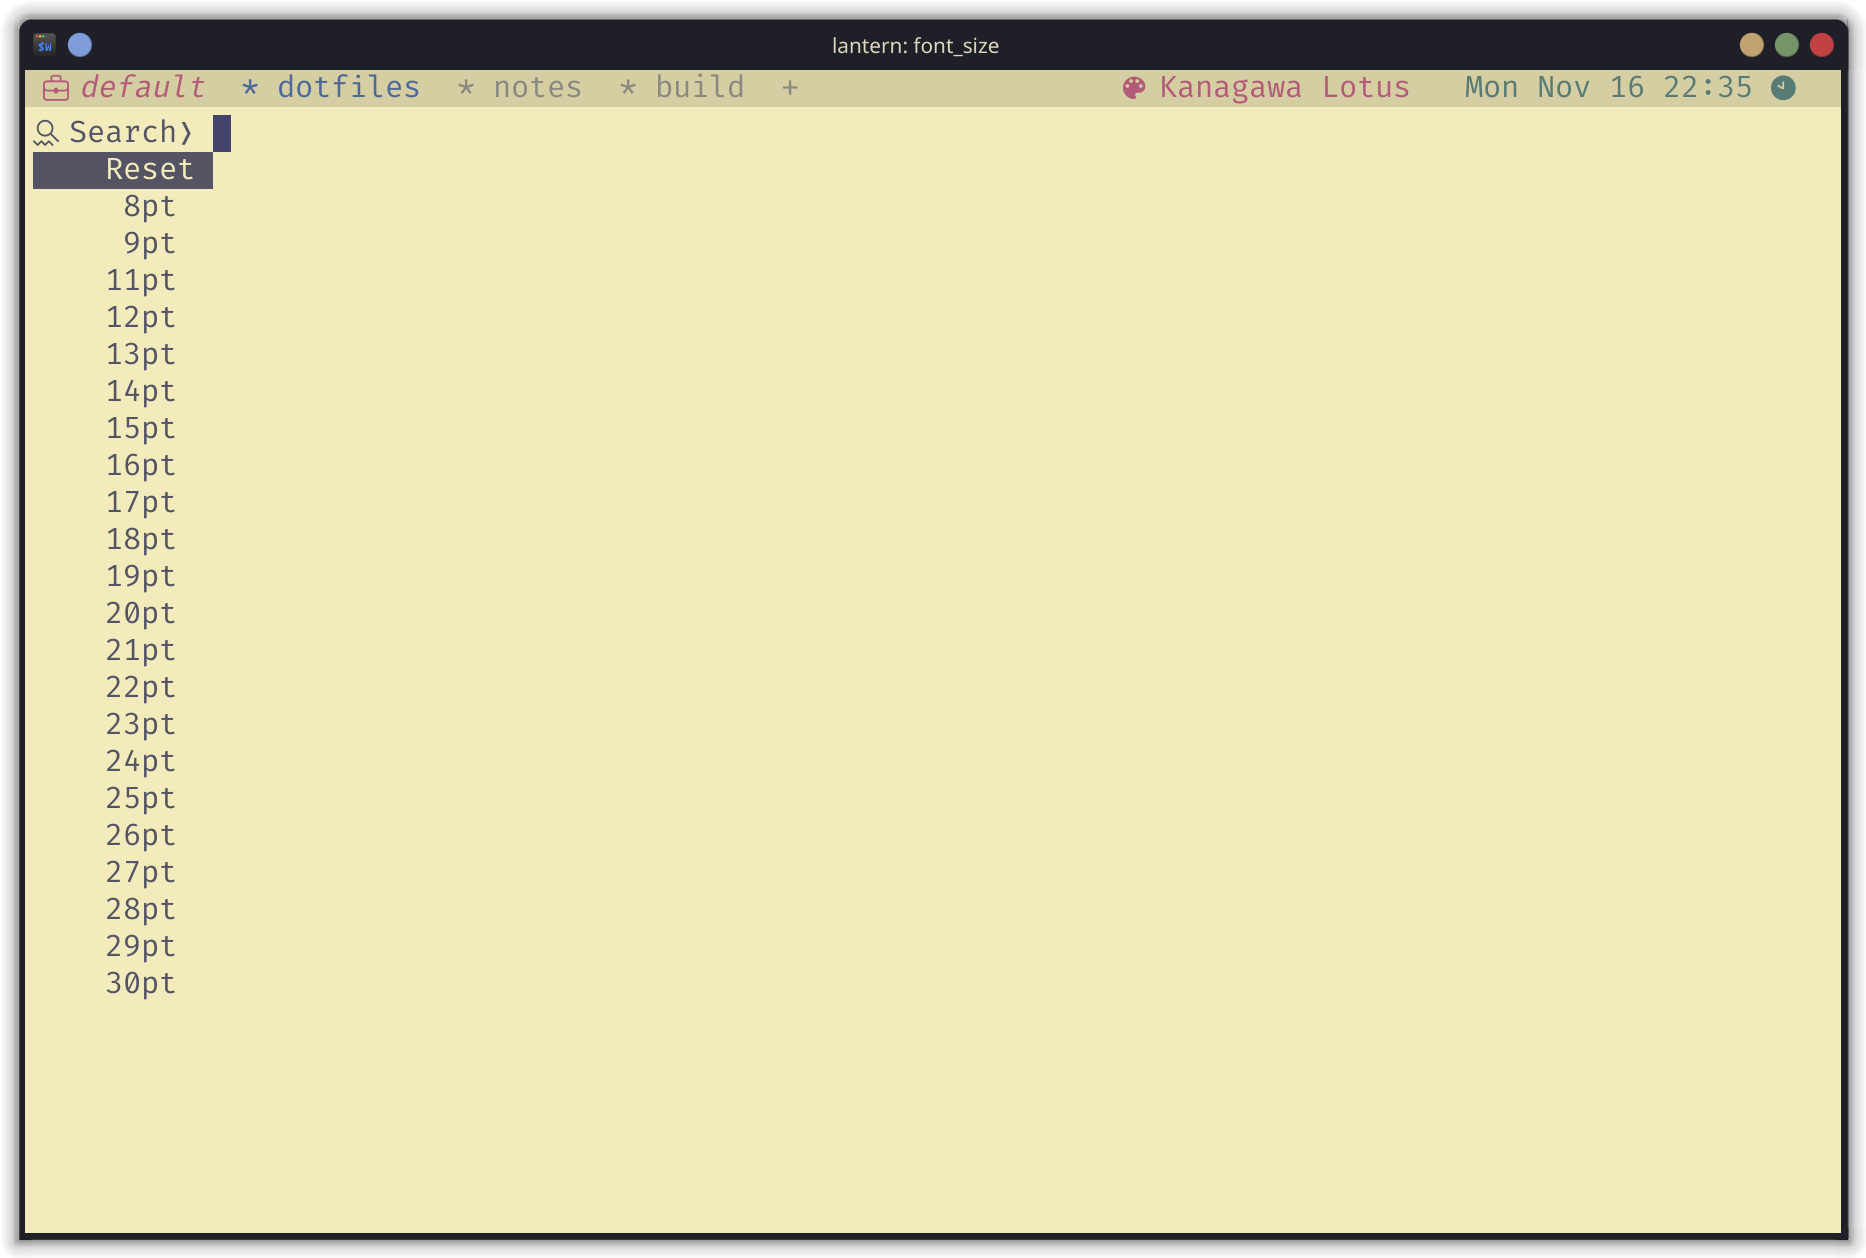 $W lantern: font_size
default * dotfiles * notes * build + Kanagawa Lotus Mon Nov 16 22:35
Search⟩
Reset
8pt
9pt
11pt
12pt
13pt
14pt
15pt
16pt
17pt
18pt
19pt
20pt
21pt
22pt
23pt
24pt
25pt
26pt
27pt
28pt
29pt
30pt